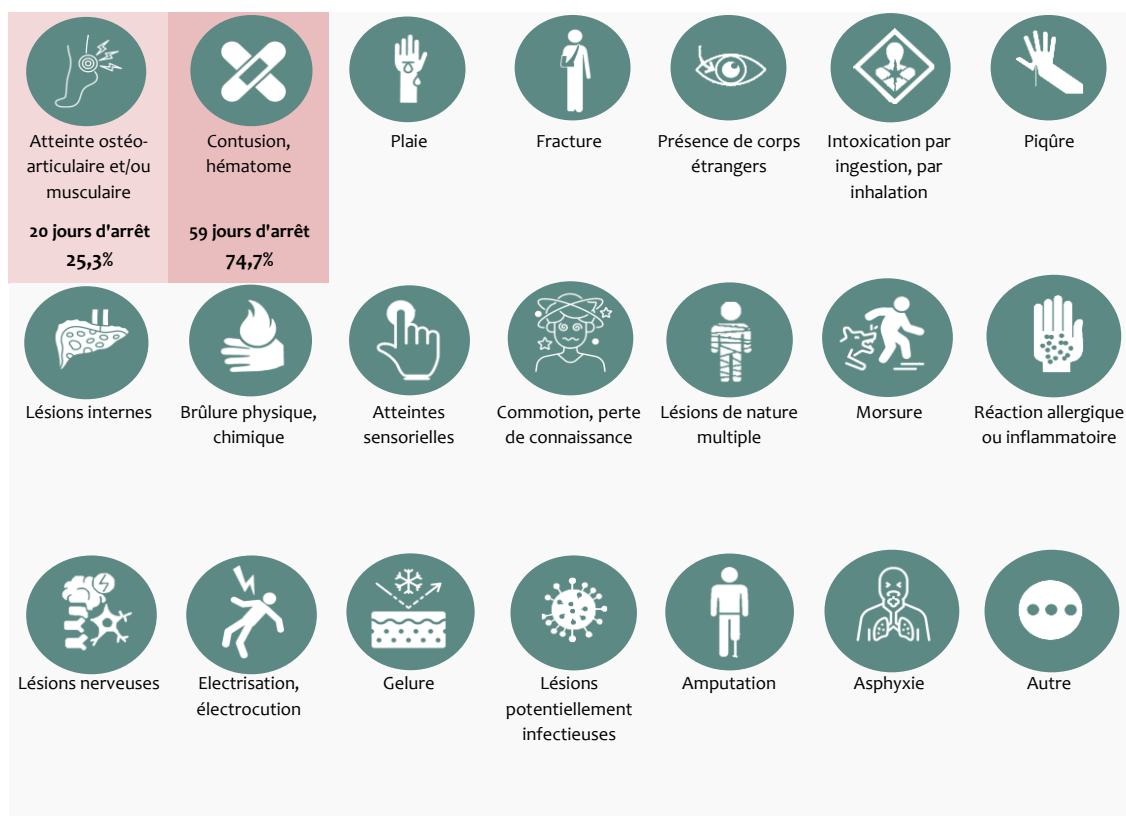 Atteinte ostéo-
articulaire et/ou
musculaire
20 jours d'arrêt
25,3%
Contusion,
hématome
59 jours d'arrêt
74,7%
Plaie
Fracture
Présence de corps
étrangers
Intoxication par
ingestion, par
inhalation
Piqûre
Lésions internes
Brûlure physique,
chimique
Atteintes
sensorielles
Commotion, perte
de connaissance
Lésions de nature
multiple
Morsure
Réaction allergique
ou inflammatoire
Lésions nerveuses
Electrisation,
électrocution
Gelure
Lésions
potentiellement
infectieuses
Amputation
Asphyxie
Autre